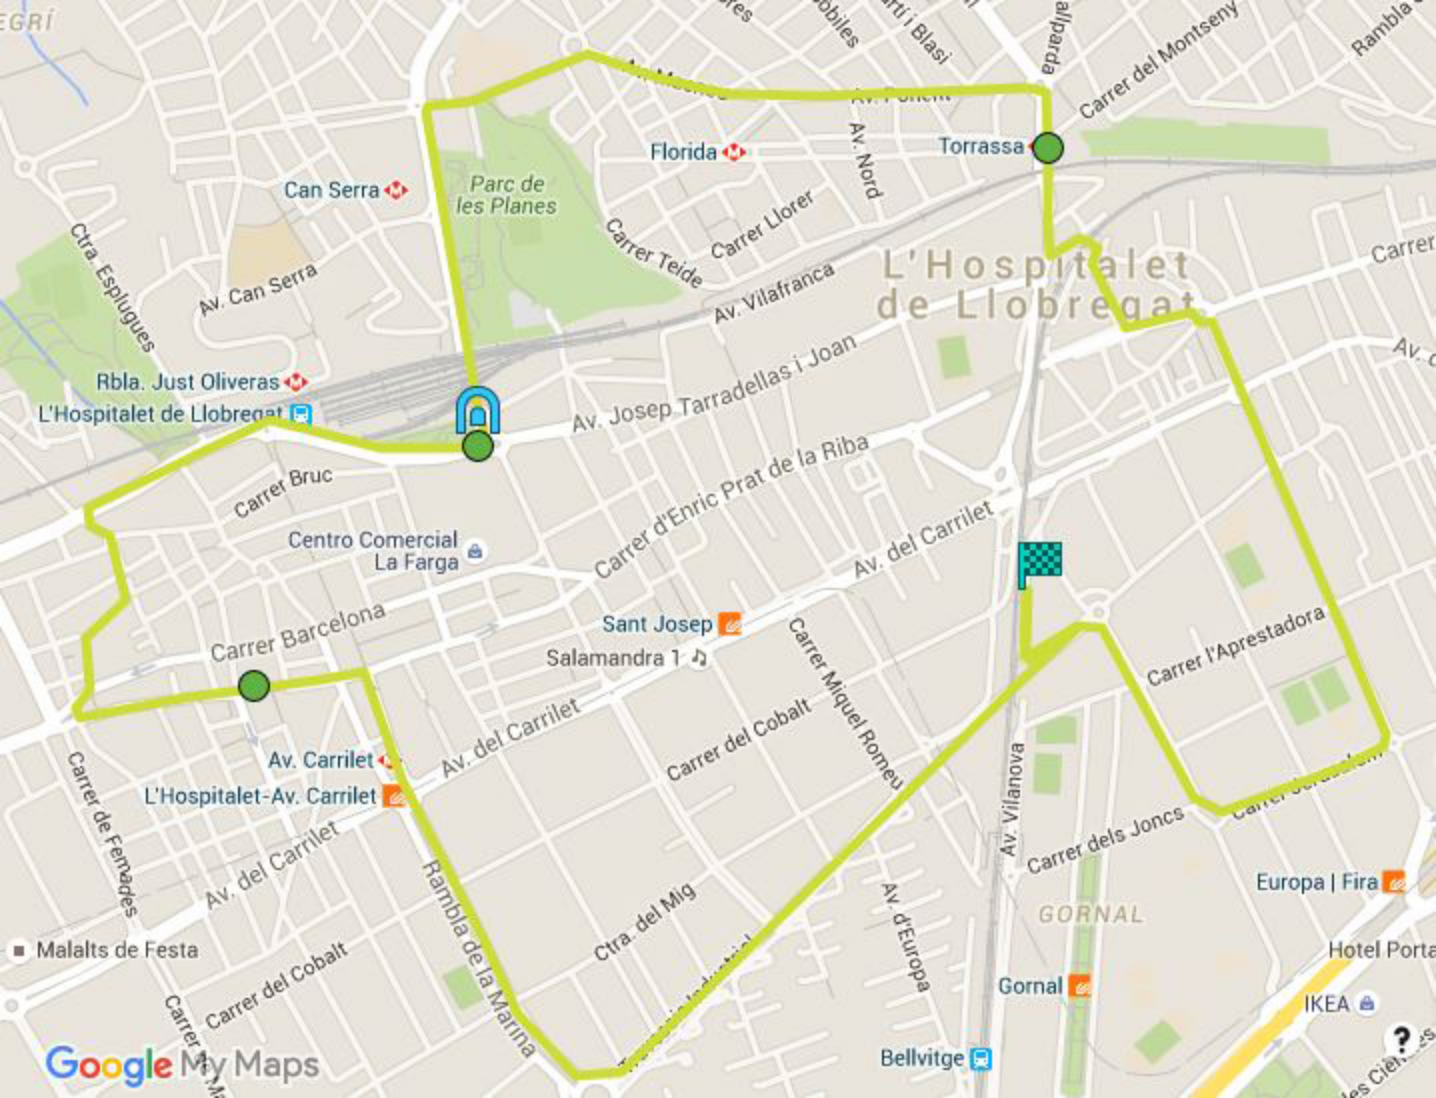 EGRÍ
Carrer del Montseny
Av. Ponent
Av. Nord
Florida
Torrassa
Can Serra
Parc de
les Planes
Carrer Llorer
Carrer Teide
Ctra. Esplugues
Av. Can Serra
Av. Vilafranca
L'Hospitalet
de Llobregat
Carrer
Rbla. Just Oliveras
L'Hospitalet de Llobregat
Av. Josep Tarradellas i Joan
Carrer Bruc
Carrer d'Enric Prat de la Riba
Centro Comercial
La Farga
Av. del Carrilet
Carrer Barcelona
Sant Josep
Salamandra 1
Carrer Miquel Romeu
Carrer l'Aprestadora
Carrer del Cobalt
Av. del Carrilet
Av. Carrilet
L'Hospitalet-Av. Carrilet
Carrer de Femades
Av. del Carrilet
Av. Vilanova
Carrer Jerusalem
Carrer dels Joncs
Rambla de la Marina
Ctra. del Mig
Av. d'Europa
Europa | Fira
GORNAL
Malalts de Festa
Carrer del Cobalt
Hotel Porta
Gornal
IKEA
Bellvitge
?
Google My Maps